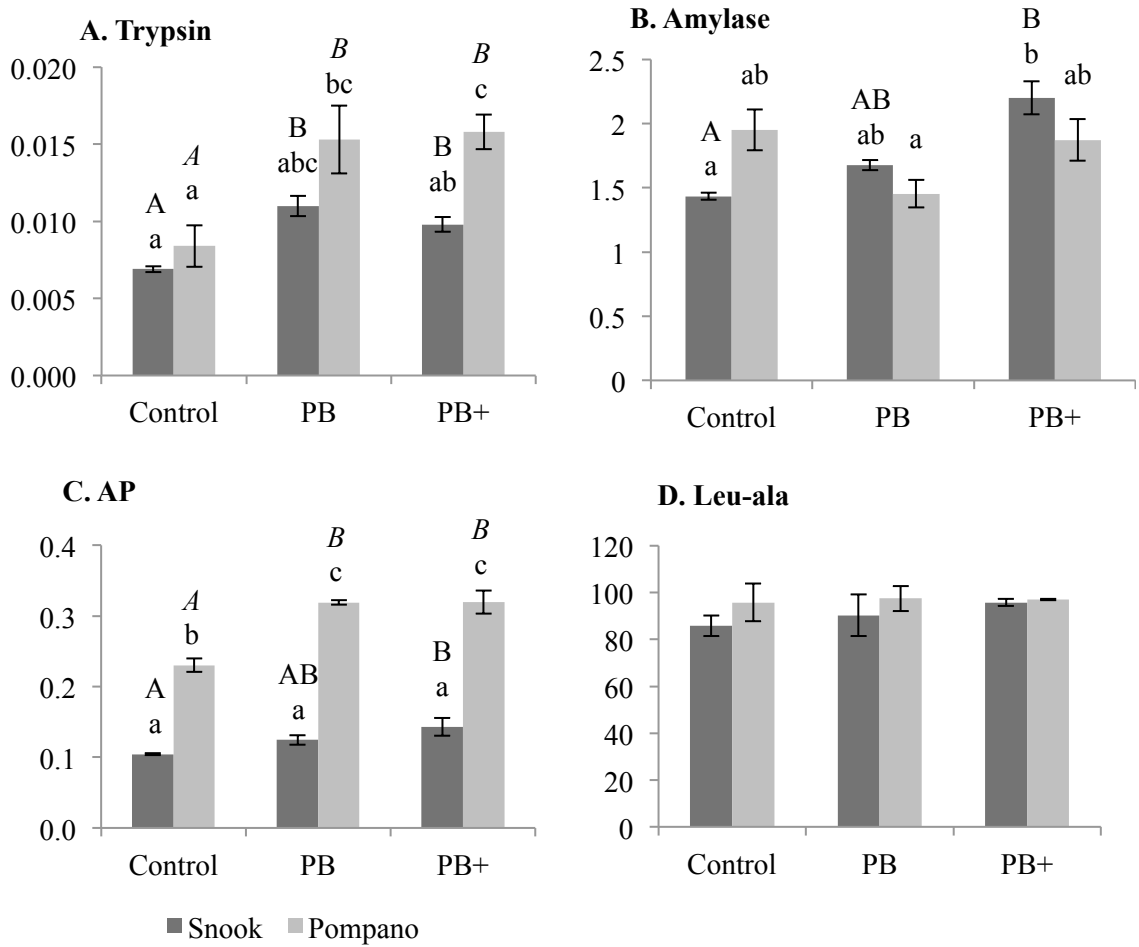 A. Trypsin
0.020
0.015
0.010
0.005
0.000
A
a
A
a
B
abc
B
bc
B
ab
B
c
Control PB PB+
B. Amylase
2.5
2
1.5
1
0.5
0
A
a
ab
AB
ab
a
B
b
ab
Control PB PB+
C. AP
0.4
0.3
0.2
0.1
0.0
A
a
A
b
AB
a
B
c
B
a
B
c
Control PB PB+
D. Leu-ala
120
100
80
60
40
20
0
Control PB PB+
Snook Pompano